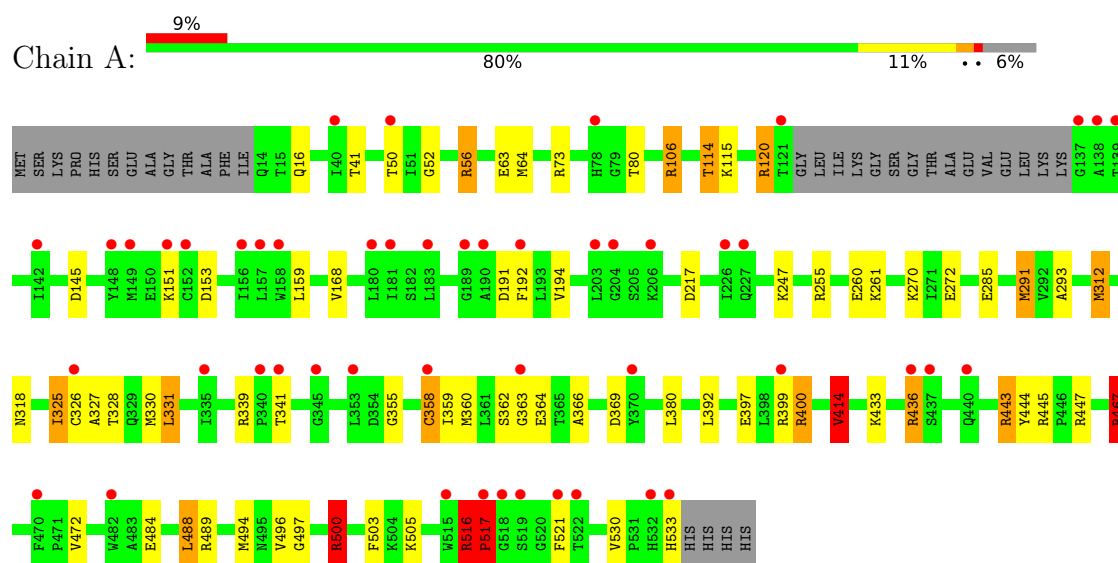 9%
Chain A:
80% 11% • • 6%
MET SER LYS PRO HIS SER GLU ALA GLY THR ALA PHE ILE Q14 T15 Q16 I40 T41 T50 I51 G52 R56 E63 M64 R73 H78 G79 T80 R106 T114 K115 R120 T121 GLY LEU ILE LYS GLY SER GLY THR ALA GLU VAL GLU LEU LYS LYS G137 A138 T139
I142 D145 Y148 M149 E150 K151 C152 D153 I156 L157 W158 L159 V168 L180 I181 S182 L183 G189 A190 D191 F192 L193 V194 L203 G204 S205 K206 D217 I226 Q227 K247 R255 E260 K261 K270 I271 E272 E285 M291 V292 A293 M312
N318 I325 C326 A327 T328 Q329 M330 L331 I335 R339 P340 T341 G345 L353 D354 G355 C358 I359 M360 L361 S362 G363 E364 T365 A366 D369 Y370 L380 L392 E397 L398 R399 R400 V414 K433 R436 S437 Q440 R443 Y444 R445 P446 R447 R467
F470 P471 V472 W482 A483 E484 L488 R489 M494 N495 V496 G497 R500 F503 K504 K505 W515 R516 P517 G518 S519 G520 F521 T522 V530 P531 H532 H533 HIS HIS HIS HIS